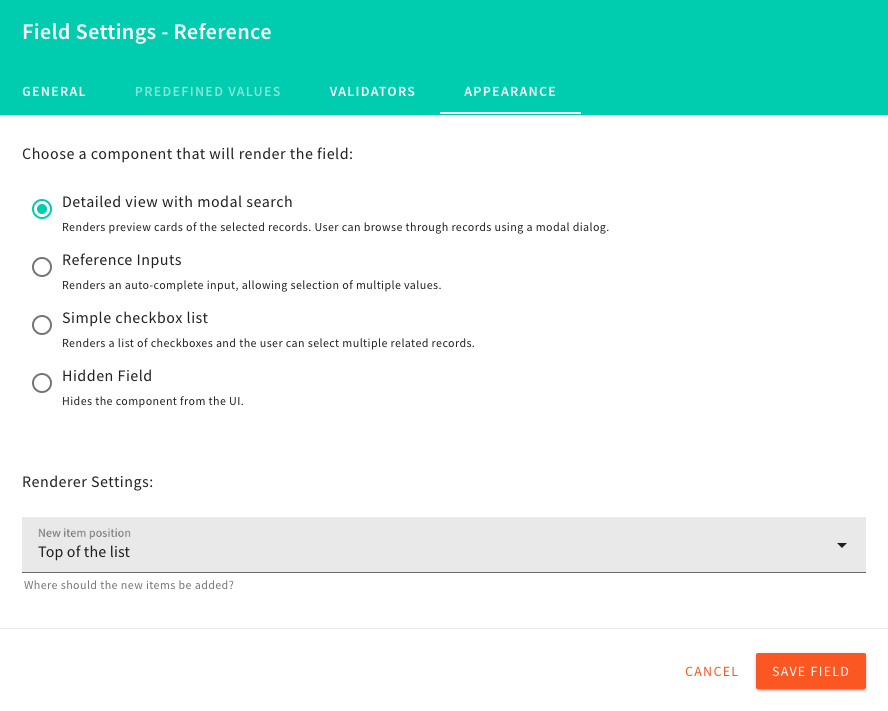 Field Settings - Reference
GENERAL PREDEFINED VALUES VALIDATORS APPEARANCE
Choose a component that will render the field:
Detailed view with modal search
Renders preview cards of the selected records. User can browse through records using a modal dialog.
Reference Inputs
Renders an auto-complete input, allowing selection of multiple values.
Simple checkbox list
Renders a list of checkboxes and the user can select multiple related records.
Hidden Field
Hides the component from the UI.
Renderer Settings:
New item position
Top of the list
Where should the new items be added?
CANCEL SAVE FIELD